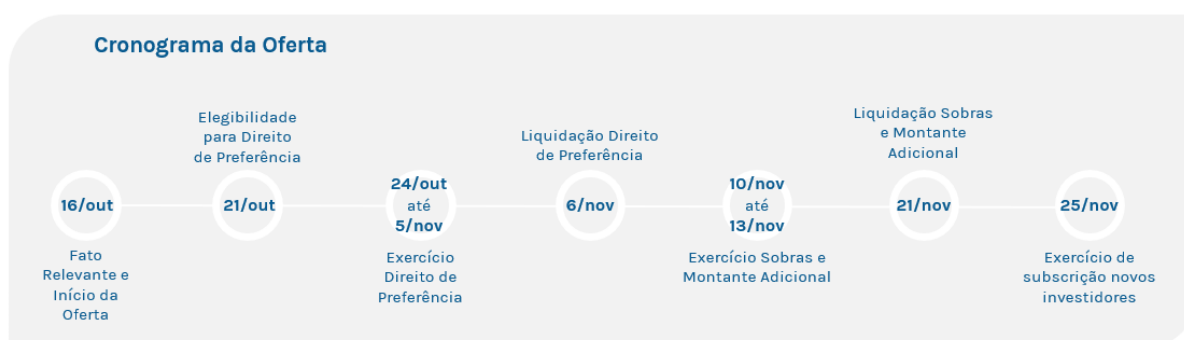 Cronograma da Oferta
16/out
Fato
Relevante e
Início da
Oferta
Elegibilidade
para Direito
de Preferência
21/out
24/out
até
5/nov
Exercício
Direito de
Preferência
Liquidação Direito
de Preferência
6/nov
10/nov
até
13/nov
Exercício Sobras e
Montante Adicional
Liquidação Sobras
e Montante
Adicional
21/nov
25/nov
Exercício de
subscrição novos
investidores